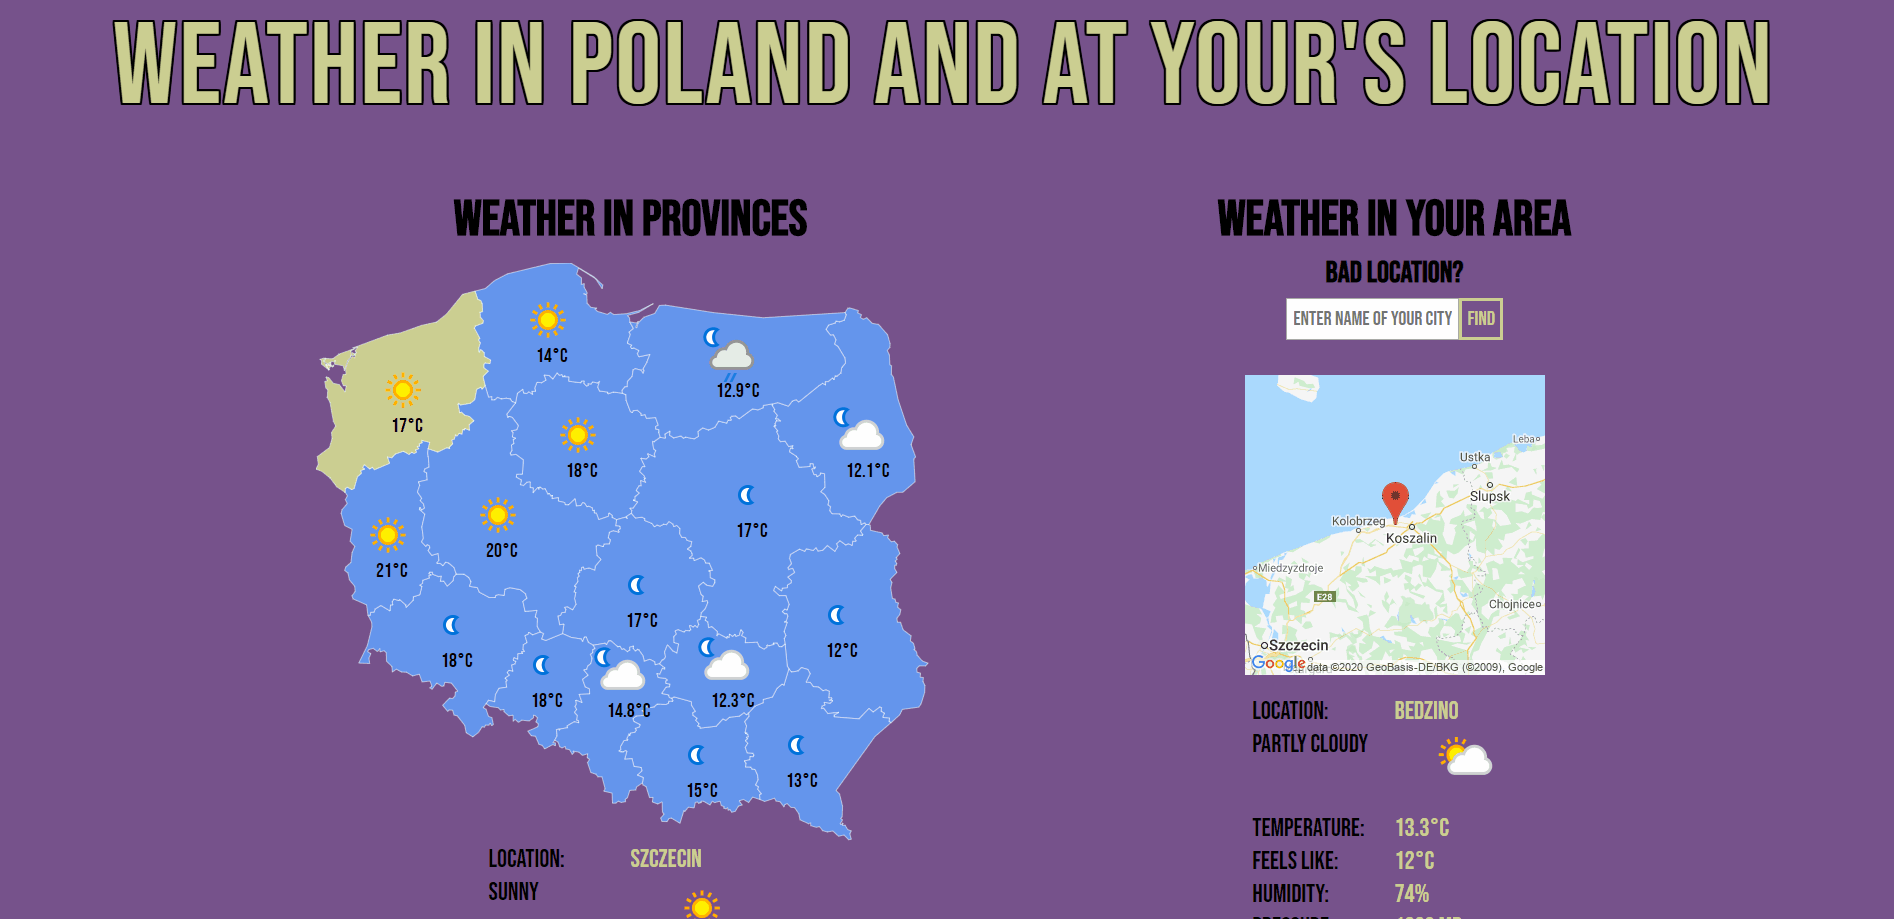 WEATHER IN POLAND AND AT YOUR'S LOCATION
WEATHER IN PROVINCES
14°C
12.9°C
17°C
18°C
12.1°C
17°C
20°C
21°C
17°C
12°C
18°C
18°C
14.8°C
12.3°C
15°C
13°C
LOCATION: SZCZECIN
SUNNY
WEATHER IN YOUR AREA
BAD LOCATION?
ENTER NAME OF YOUR CITY FIND
Leba
Ustka
Slupsk
Kolobrzeg
Koszalin
Miedzyzdroje
E28
Chojnice
Szczecin
Google data ©2020 GeoBasis-DE/BKG (©2009), Google
LOCATION: BEDZINO
PARTLY CLOUDY
TEMPERATURE: 13.3°C
FEELS LIKE: 12°C
HUMIDITY: 74%